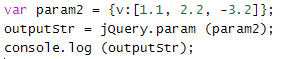 var param2 = {v:[1.1, 2.2, -3.2]};
outputStr = jQuery.param (param2);
console.log (outputStr);